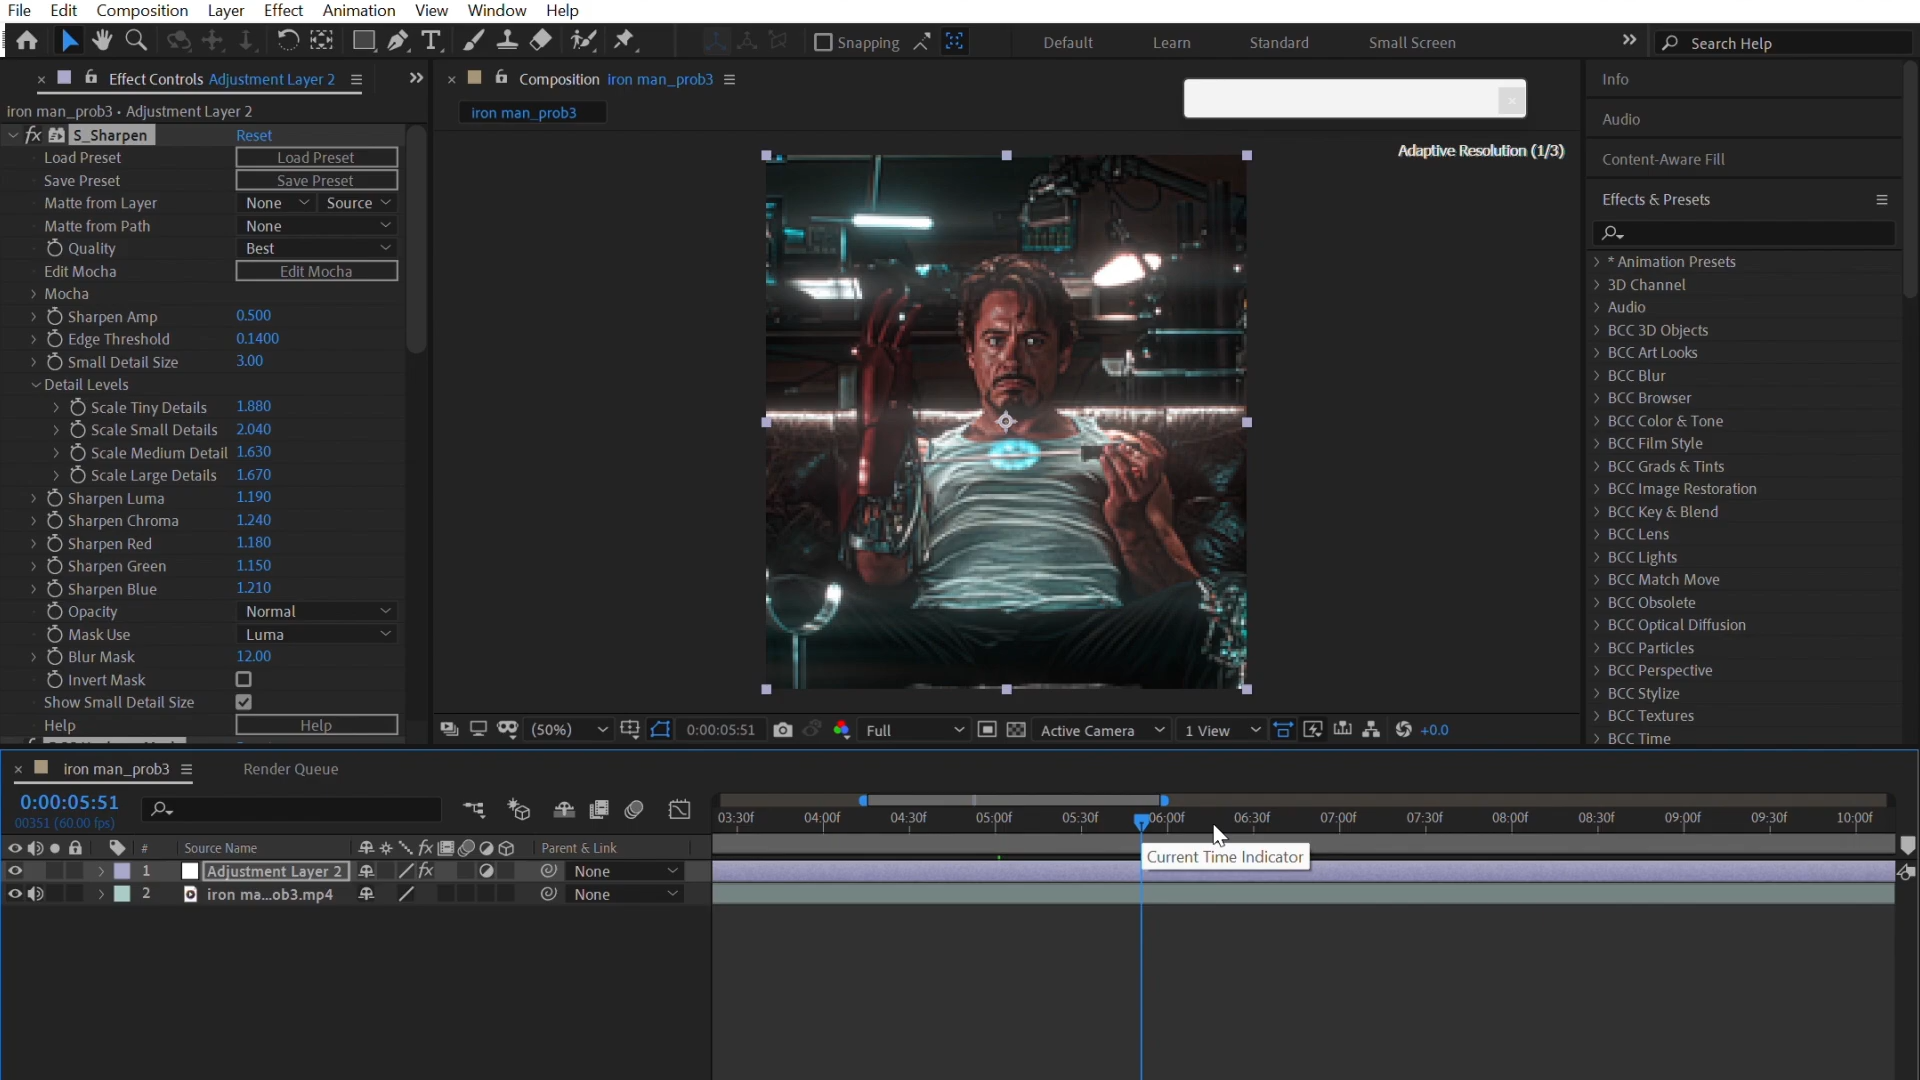 File Edit Composition Layer Effect Animation View Window Help
Snapping Default Learn Standard Small Screen Search Help
Effect Controls Adjustment Layer 2
iron man_prob3 • Adjustment Layer 2
fx S_Sharpen Reset
Load Preset Load Preset
Save Preset Save Preset
Matte from Layer None Source
Matte from Path None
Quality Best
Edit Mocha Edit Mocha
Mocha
Sharpen Amp 0.500
Edge Threshold 0.1400
Small Detail Size 3.00
Detail Levels
Scale Tiny Details 1.880
Scale Small Details 2.040
Scale Medium Detail 1.630
Scale Large Details 1.670
Sharpen Luma 1.190
Sharpen Chroma 1.240
Sharpen Red 1.180
Sharpen Green 1.150
Sharpen Blue 1.210
Opacity Normal
Mask Use Luma
Blur Mask 12.00
Invert Mask
Show Small Detail Size
Help Help
Composition iron man_prob3
iron man_prob3
Adaptive Resolution (1/3)
(50%) 0:00:05:51 Full Active Camera 1 View +0.0
Info
Audio
Content-Aware Fill
Effects & Presets
* Animation Presets
3D Channel
Audio
BCC 3D Objects
BCC Art Looks
BCC Blur
BCC Browser
BCC Color & Tone
BCC Film Style
BCC Grads & Tints
BCC Image Restoration
BCC Key & Blend
BCC Lens
BCC Lights
BCC Match Move
BCC Obsolete
BCC Optical Diffusion
BCC Particles
BCC Perspective
BCC Stylize
BCC Textures
BCC Time
iron man_prob3 Render Queue
0:00:05:51
00351 (60.00 fps)
03:30f 04:00f 04:30f 05:00f 05:30f 06:00f 06:30f 07:00f 07:30f 08:00f 08:30f 09:00f 09:30f 10:00f
# Source Name fx Parent & Link
Current Time Indicator
1 Adjustment Layer 2 fx None
2 iron ma...ob3.mp4 None